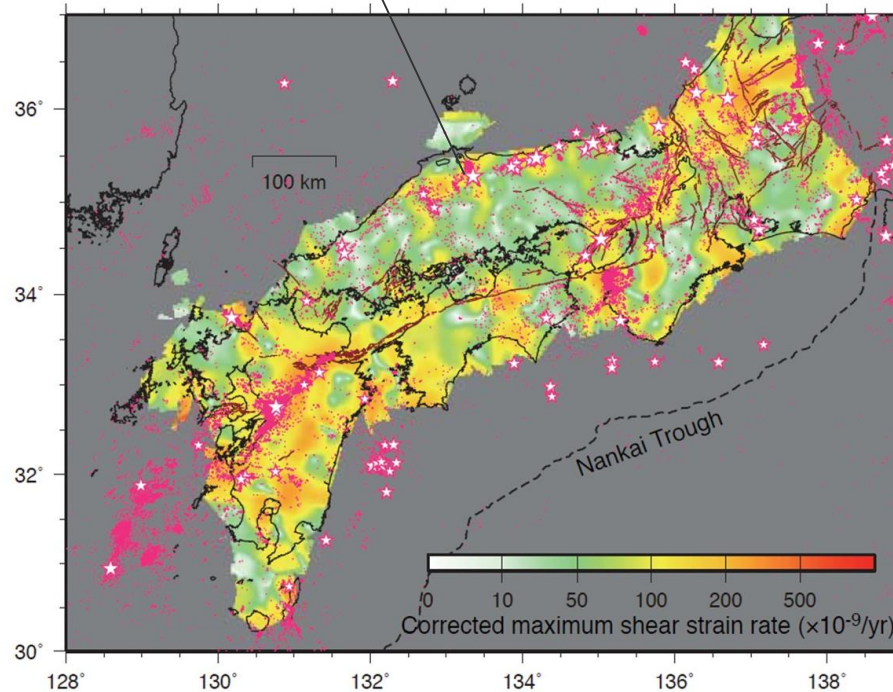 36°
100 km
34°
Nankai Trough
32°
0 10 50 100 200 500
Corrected maximum shear strain rate (×10⁻⁹/yr)
30°
128° 130° 132° 134° 136° 138°